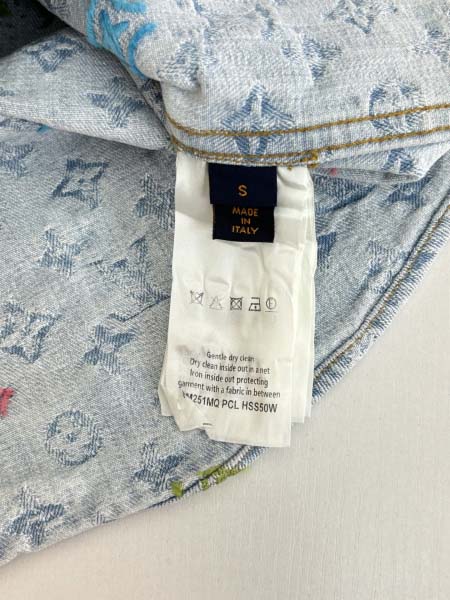 S
MADE
IN
ITALY
Gentle dry clean
Dry clean inside out in a net
Iron inside out protecting
garment with a fabric in between
PCL HSS50W